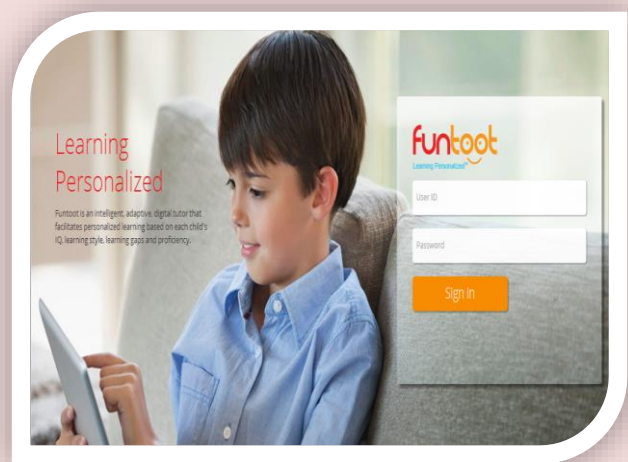 Learning
Personalized
Funtoot is an intelligent, adaptive, digital tutor that
facilitates personalized learning based on each child's
IQ, learning style, learning gaps and proficiency.
funtoot
Learning Personalized™
User ID
Password
Sign In